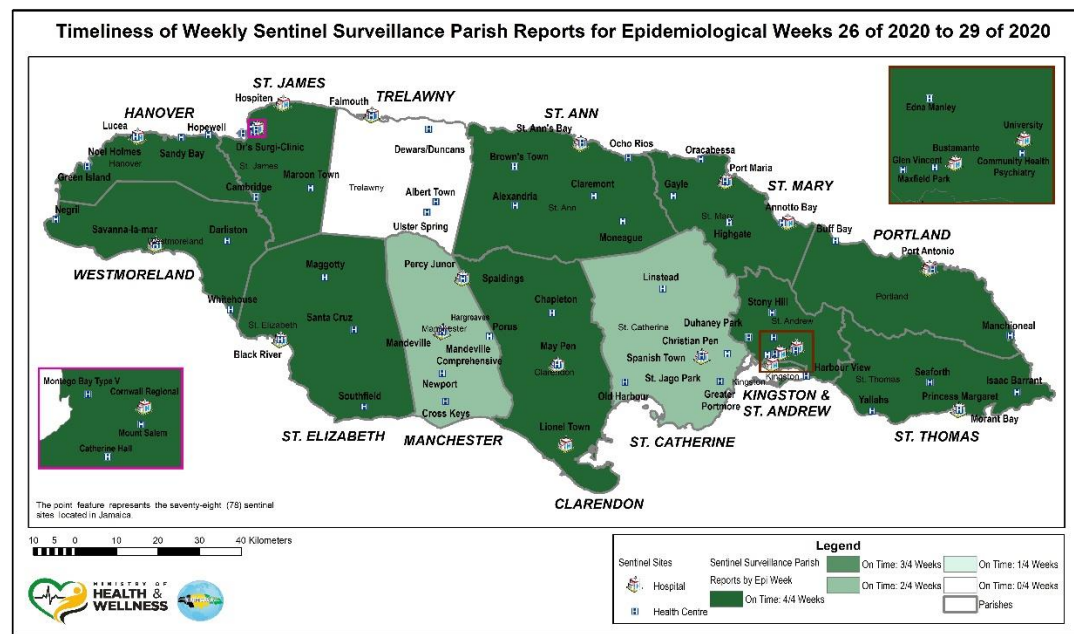 Timeliness of Weekly Sentinel Surveillance Parish Reports for Epidemiological Weeks 26 of 2020 to 29 of 2020
ST. JAMES
Hospiten
TRELAWNY
Falmouth
HANOVER
Lucea
Hopewell
Dr's Surgi-Clinic
Noel Holmes
Hanover
Sandy Bay
St. James
Green Island
Cambridge
Maroon Town
Dewars/Duncans
Trelawny
Albert Town
Ulster Spring
St. Ann's Bay
ST. ANN
Ocho Rios
Brown's Town
Claremont
Alexandria
St. Ann
Moneague
Oracabessa
Port Maria
Gayle
ST. MARY
St. Mary
Annotto Bay
Highgate
Buff Bay
PORTLAND
Port Antonio
Portland
Manchioneal
Edna Manley
University
Bustamante
Glen Vincent
Community Health
Psychiatry
Maxfield Park
Negril
Savanna-la-mar
Westmoreland
Darliston
WESTMORELAND
Whitehouse
Maggotty
Santa Cruz
St. Elizabeth
Black River
Southfield
ST. ELIZABETH
Percy Junor
Spaldings
Hargreaves
Manchester
Mandeville
Porus
Mandeville
Comprehensive
Newport
Cross Keys
MANCHESTER
Chapleton
May Pen
Clarendon
Lionel Town
CLARENDON
Linstead
St. Catherine
Duhaney Park
Christian Pen
Spanish Town
St. Jago Park
Old Harbour
Greater
Portmore
ST. CATHERINE
Stony Hill
St. Andrew
Kingston
Kingston
Harbour View
KINGSTON &
ST. ANDREW
St. Thomas
Seaforth
Isaac Barrant
Yallahs
Princess Margaret
Morant Bay
ST. THOMAS
Montego Bay Type V
Cornwall Regional
Mount Salem
Catherine Hall
The point feature represents the seventy-eight (78) sentinal
sites located in Jamaica.
10 5 0 10 20 30 40 Kilometers
MINISTRY OF
HEALTH &
WELLNESS
Legend
Sentinel Sites
Hospital
Health Centre
Sentinel Surveillance Parish
Reports by Epi Week
On Time: 4/4 Weeks
On Time: 3/4 Weeks
On Time: 2/4 Weeks
On Time: 1/4 Weeks
On Time: 0/4 Weeks
Parishes